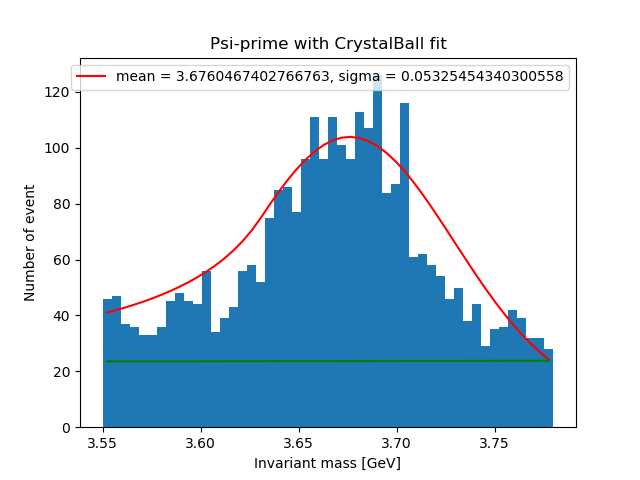 Psi-prime with CrystalBall fit
mean = 3.6760467402766763, sigma = 0.05325454340300558
120
100
80
60
40
20
0
Number of event
3.55 3.60 3.65 3.70 3.75
Invariant mass [GeV]